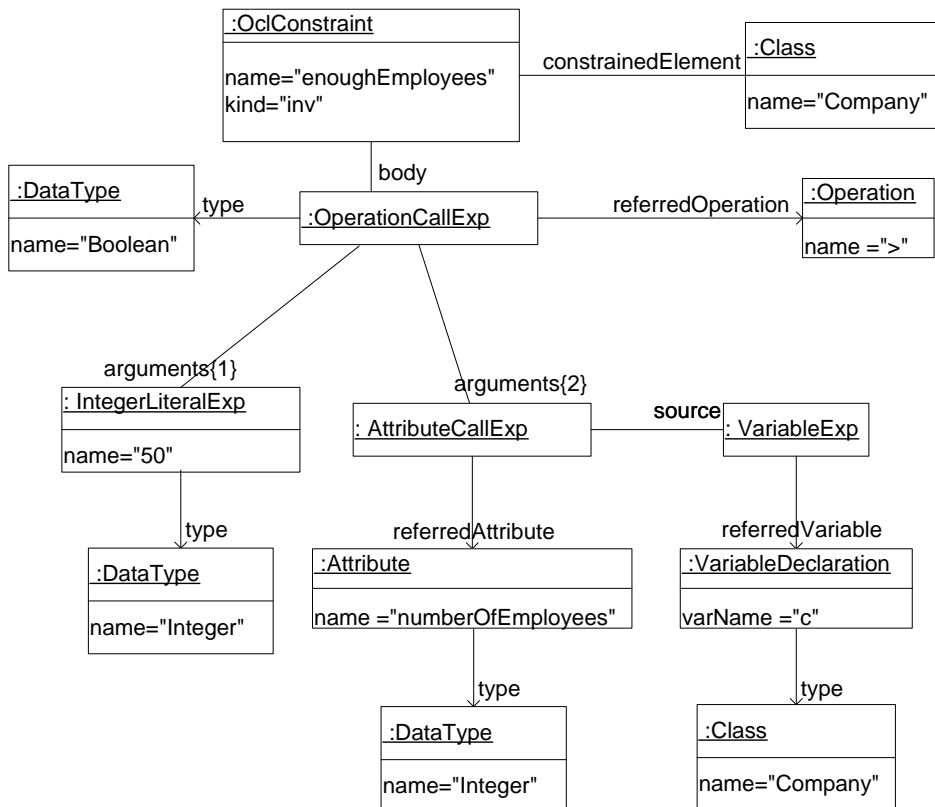 :OclConstraint
name="enoughEmployees"
kind="inv"
constrainedElement
:Class
name="Company"
body
:DataType
name="Boolean"
type
:OperationCallExp
referredOperation
:Operation
name =">"
arguments{1}
arguments{2}
: IntegerLiteralExp
name="50"
: AttributeCallExp
source
: VariableExp
type
referredAttribute
referredVariable
:DataType
name="Integer"
:Attribute
name ="numberOfEmployees"
:VariableDeclaration
varName ="c"
type
type
:DataType
name="Integer"
:Class
name="Company"